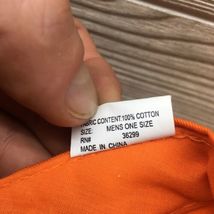 FABRIC CONTENT:100% COTTON
SIZE: MENS ONE SIZE
RN# 36299
MADE IN CHINA